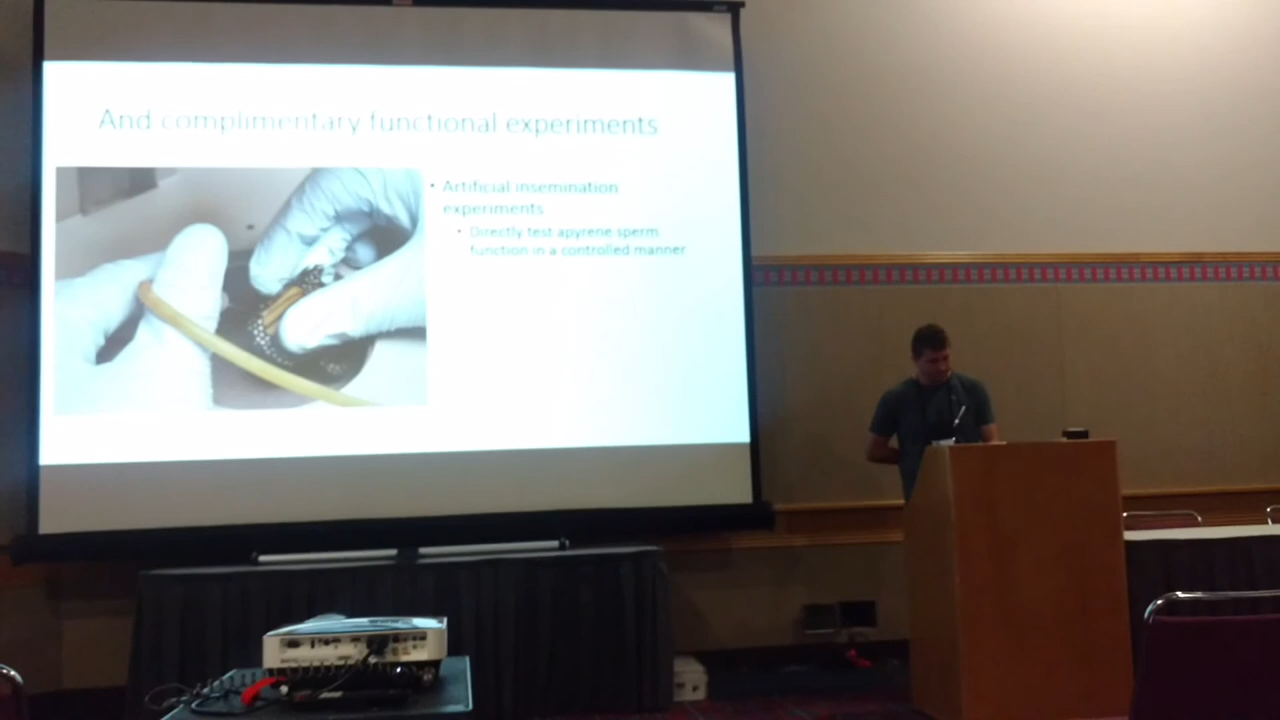 And complimentary functional experiments
• Artificial insemination
experiments
• Directly test apyrene sperm
function in a controlled manner